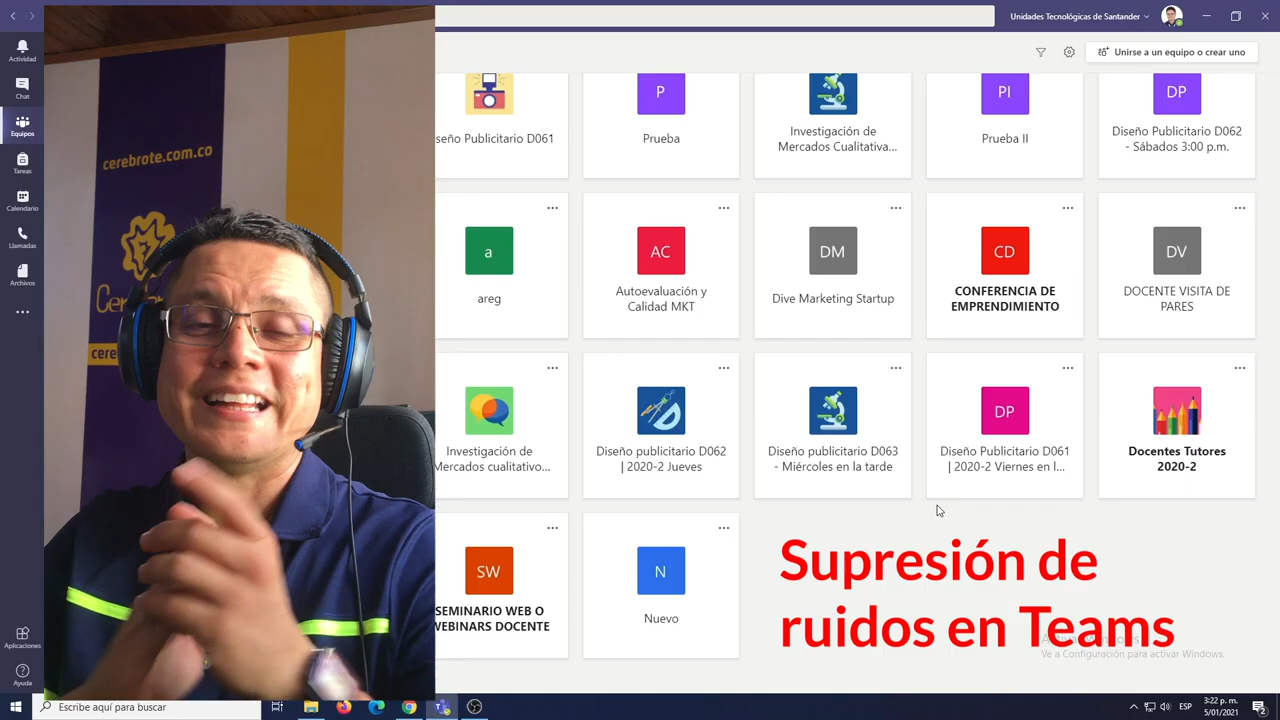 Unidades Tecnológicas de Santander
Unirse a un equipo o crear uno
Actividad
Chat
Equipos
Tareas
Calendario
Llamadas
Archivos
Aplicaciones
Ayuda
cerebrote.com.co
seño Publicitario D061
P
Prueba
Investigación de
Mercados Cualitativa...
PI
Prueba II
DP
Diseño Publicitario D062
- Sábados 3:00 p.m.
a
areg
AC
Autoevaluación y
Calidad MKT
DM
Dive Marketing Startup
CD
CONFERENCIA DE
EMPRENDIMIENTO
DV
DOCENTE VISITA DE
PARES
Investigación de
Mercados cualitativo...
Diseño publicitario D062
| 2020-2 Jueves
Diseño publicitario D063
- Miércoles en la tarde
DP
Diseño Publicitario D061
| 2020-2 Viernes en l...
Docentes Tutores
2020-2
SW
SEMINARIO WEB O
WEBINARS DOCENTE
N
Nuevo
Supresión de
ruidos en Teams
Ve a Configuración para activar Windows.
Escribe aquí para buscar
ESP
3:22 p. m.
5/01/2021
2